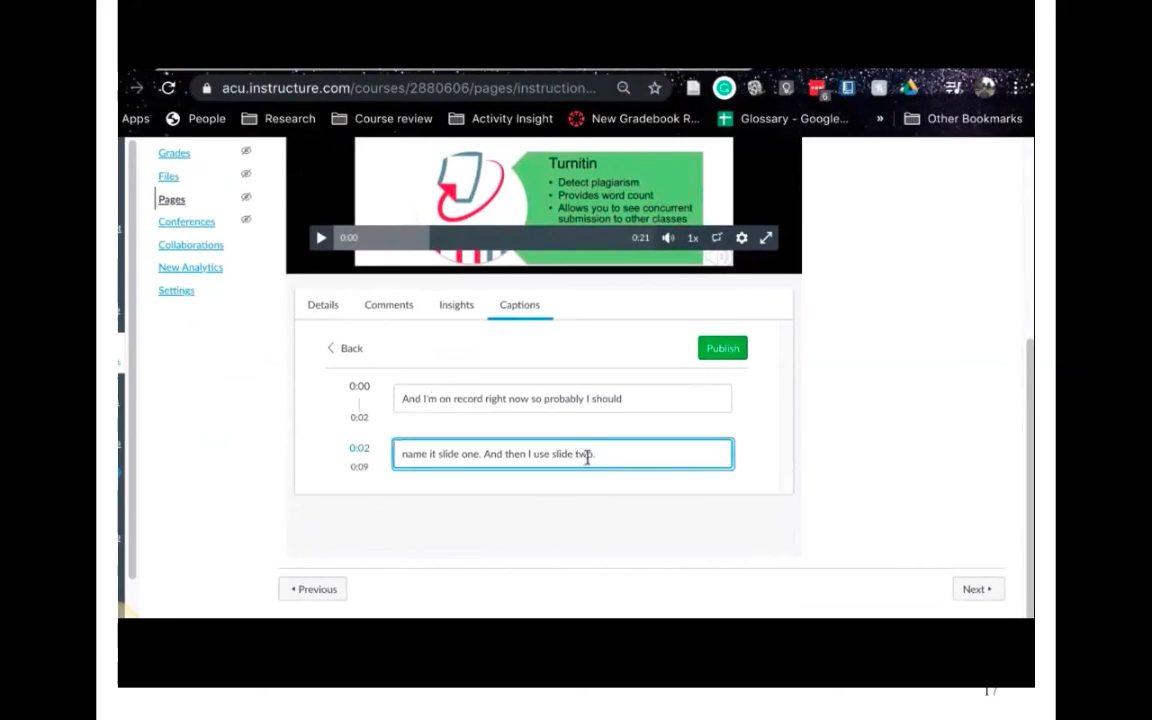 acu.instructure.com/courses/2880606/pages/instruction...
Apps People Research Course review Activity Insight New Gradebook R... Glossary - Google... » Other Bookmarks
Grades
Files
Pages
Conferences
Collaborations
New Analytics
Settings
Turnitin
• Detect plagiarism
• Provides word count
• Allows you to see concurrent
submission to other classes
0:00 0:21 1x
Details Comments Insights Captions
Back Publish
0:00 And I'm on record right now so probably I should
0:02
0:02 name it slide one. And then I use slide two.
0:09
Previous Next
17